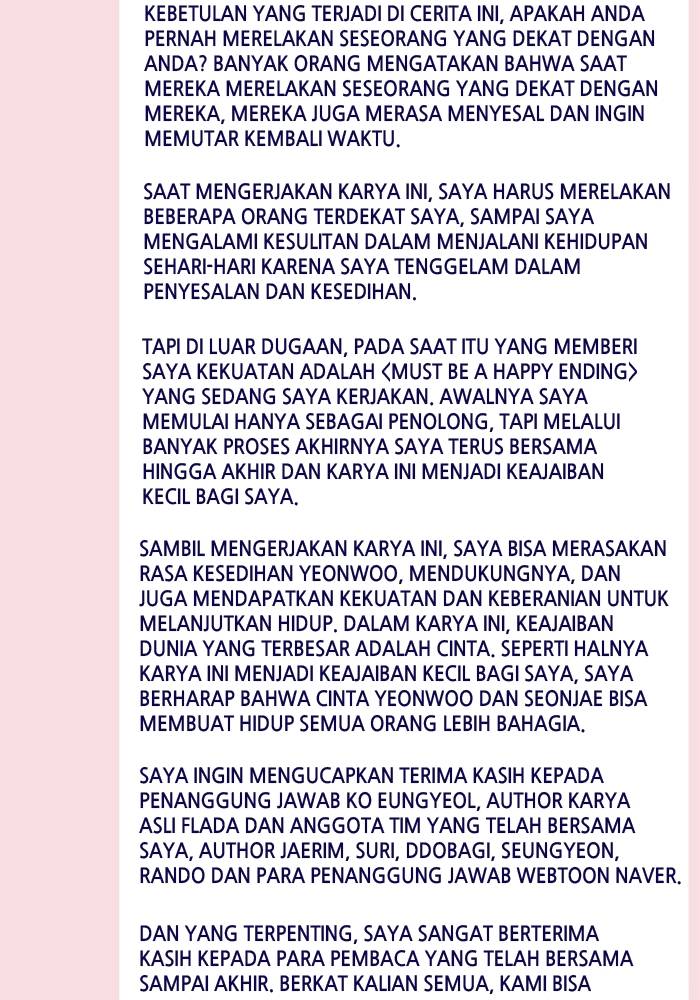 KEBETULAN YANG TERJADI DI CERITA INI, APAKAH ANDA
PERNAH MERELAKAN SESEORANG YANG DEKAT DENGAN
ANDA? BANYAK ORANG MENGATAKAN BAHWA SAAT
MEREKA MERELAKAN SESEORANG YANG DEKAT DENGAN
MEREKA, MEREKA JUGA MERASA MENYESAL DAN INGIN
MEMUTAR KEMBALI WAKTU.
SAAT MENGERJAKAN KARYA INI, SAYA HARUS MERELAKAN
BEBERAPA ORANG TERDEKAT SAYA, SAMPAI SAYA
MENGALAMI KESULITAN DALAM MENJALANI KEHIDUPAN
SEHARI-HARI KARENA SAYA TENGGELAM DALAM
PENYESALAN DAN KESEDIHAN.
TAPI DI LUAR DUGAAN, PADA SAAT ITU YANG MEMBERI
SAYA KEKUATAN ADALAH <MUST BE A HAPPY ENDING>
YANG SEDANG SAYA KERJAKAN. AWALNYA SAYA
MEMULAI HANYA SEBAGAI PENOLONG, TAPI MELALUI
BANYAK PROSES AKHIRNYA SAYA TERUS BERSAMA
HINGGA AKHIR DAN KARYA INI MENJADI KEAJAIBAN
KECIL BAGI SAYA.
SAMBIL MENGERJAKAN KARYA INI, SAYA BISA MERASAKAN
RASA KESEDIHAN YEONWOO, MENDUKUNGNYA, DAN
JUGA MENDAPATKAN KEKUATAN DAN KEBERANIAN UNTUK
MELANJUTKAN HIDUP. DALAM KARYA INI, KEAJAIBAN
DUNIA YANG TERBESAR ADALAH CINTA. SEPERTI HALNYA
KARYA INI MENJADI KEAJAIBAN KECIL BAGI SAYA, SAYA
BERHARAP BAHWA CINTA YEONWOO DAN SEONJAE BISA
MEMBUAT HIDUP SEMUA ORANG LEBIH BAHAGIA.
SAYA INGIN MENGUCAPKAN TERIMA KASIH KEPADA
PENANGGUNG JAWAB KO EUNGYEOL, AUTHOR KARYA
ASLI FLADA DAN ANGGOTA TIM YANG TELAH BERSAMA
SAYA, AUTHOR JAERIM, SURI, DDOBAGI, SEUNGYEON,
RANDO DAN PARA PENANGGUNG JAWAB WEBTOON NAVER.
DAN YANG TERPENTING, SAYA SANGAT BERTERIMA
KASIH KEPADA PARA PEMBACA YANG TELAH BERSAMA
SAMPAI AKHIR. BERKAT KALIAN SEMUA, KAMI BISA